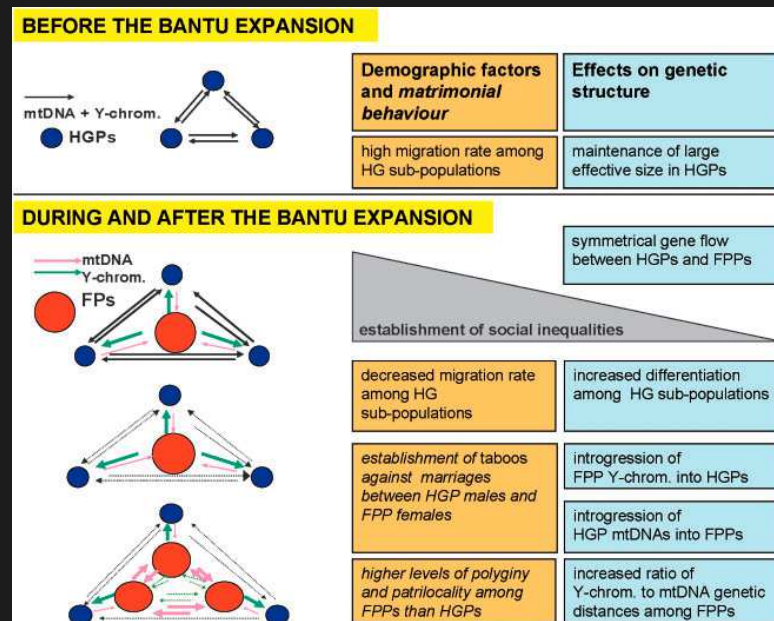 BEFORE THE BANTU EXPANSION
mtDNA + Y-chrom.
HGPs
Demographic factors
and matrimonial
behaviour
Effects on genetic
structure
high migration rate among
HG sub-populations
maintenance of large
effective size in HGPs
DURING AND AFTER THE BANTU EXPANSION
mtDNA
Y-chrom.
FPs
symmetrical gene flow
between HGPs and FPPs
establishment of social inequalities
decreased migration rate
among HG
sub-populations
increased differentiation
among HG sub-populations
establishment of taboos
against marriages
between HGP males and
FPP females
introgression of
FPP Y-chrom. into HGPs
introgression of
HGP mtDNAs into FPPs
higher levels of polyginy
and patrilocality among
FPPs than HGPs
increased ratio of
Y-chrom. to mtDNA genetic
distances among FPPs